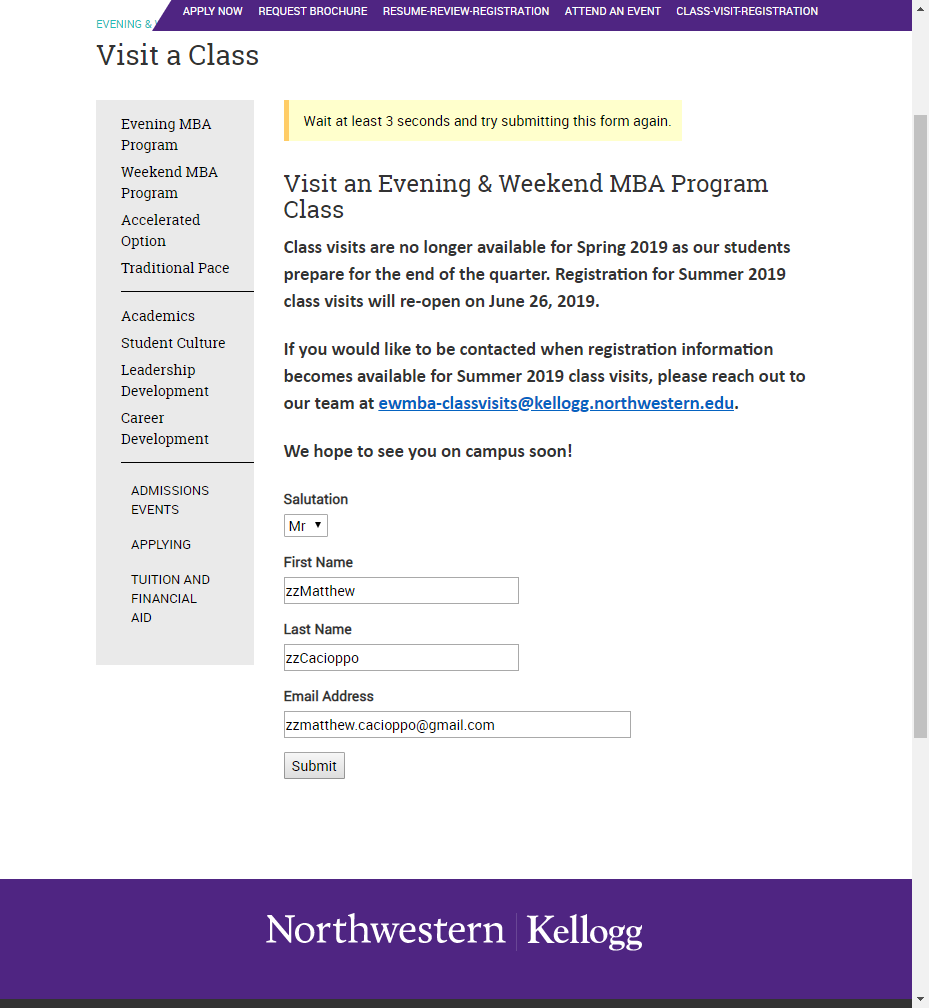 APPLY NOW REQUEST BROCHURE RESUME-REVIEW-REGISTRATION ATTEND AN EVENT CLASS-VISIT-REGISTRATION
EVENING &
Visit a Class
Evening MBA
Program
Weekend MBA
Program
Accelerated
Option
Traditional Pace
Academics
Student Culture
Leadership
Development
Career
Development
ADMISSIONS
EVENTS
APPLYING
TUITION AND
FINANCIAL
AID
Wait at least 3 seconds and try submitting this form again.
Visit an Evening & Weekend MBA Program
Class
Class visits are no longer available for Spring 2019 as our students
prepare for the end of the quarter. Registration for Summer 2019
class visits will re-open on June 26, 2019.
If you would like to be contacted when registration information
becomes available for Summer 2019 class visits, please reach out to
our team at ewmba-classvisits@kellogg.northwestern.edu.
We hope to see you on campus soon!
Salutation
Mr
First Name
zzMatthew
Last Name
zzCacioppo
Email Address
zzmatthew.cacioppo@gmail.com
Submit
Northwestern Kellogg